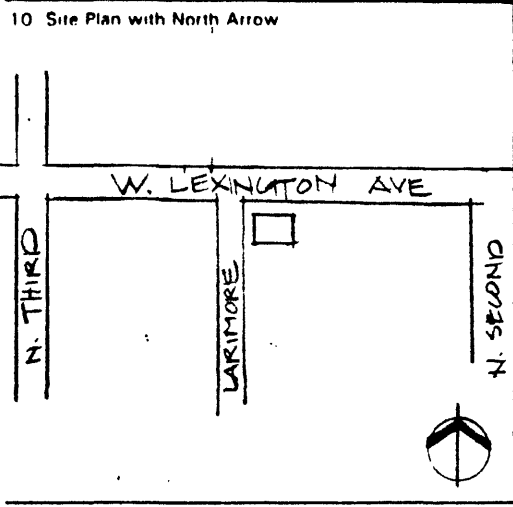 10 Site Plan with North Arrow
W. LEXINGTON AVE
N. THIRD
LARIMORE
N. SECOND